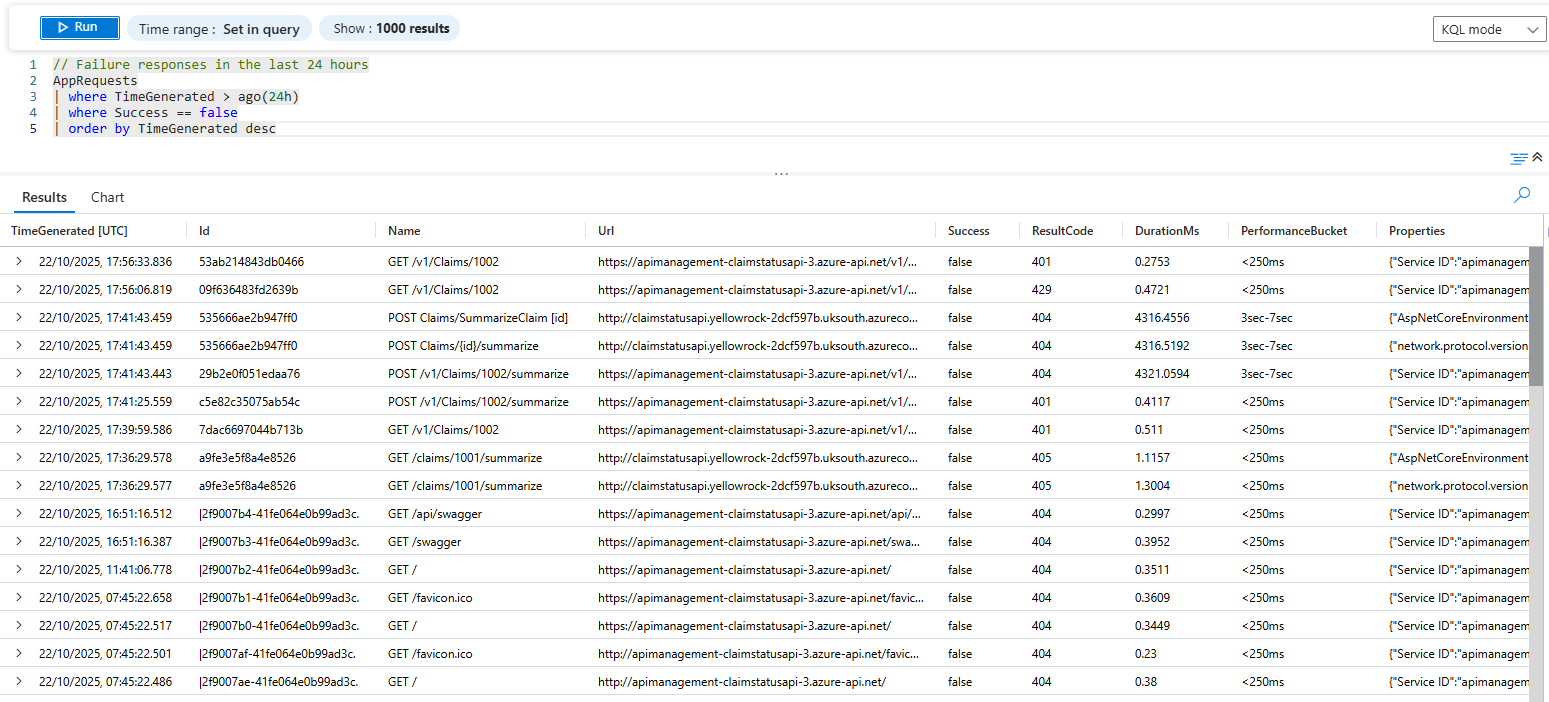 Run Time range : Set in query Show : 1000 results KQL mode
1 // Failure responses in the last 24 hours
2 AppRequests
3 | where TimeGenerated > ago(24h)
4 | where Success == false
5 | order by TimeGenerated desc
...
Results Chart
TimeGenerated [UTC] Id Name Url Success ResultCode DurationMs PerformanceBucket Properties
22/10/2025, 17:56:33.836 53ab214843db0466 GET /v1/Claims/1002 https://apimanagement-claimstatusapi-3.azure-api.net/v1/... false 401 0.2753 <250ms {"Service ID":"apimanagem
22/10/2025, 17:56:06.819 09f636483fd2639b GET /v1/Claims/1002 https://apimanagement-claimstatusapi-3.azure-api.net/v1/... false 429 0.4721 <250ms {"Service ID":"apimanagem
22/10/2025, 17:41:43.459 535666ae2b947ff0 POST Claims/SummarizeClaim [id] http://claimstatusapi.yellowrock-2dcf597b.uksouth.azureco... false 404 4316.4556 3sec-7sec {"AspNetCoreEnvironment
22/10/2025, 17:41:43.459 535666ae2b947ff0 POST Claims/{id}/summarize http://claimstatusapi.yellowrock-2dcf597b.uksouth.azureco... false 404 4316.5192 3sec-7sec {"network.protocol.version
22/10/2025, 17:41:43.443 29b2e0f051edaa76 POST /v1/Claims/1002/summarize https://apimanagement-claimstatusapi-3.azure-api.net/v1/... false 404 4321.0594 3sec-7sec {"Service ID":"apimanagem
22/10/2025, 17:41:25.559 c5e82c35075ab54c POST /v1/Claims/1002/summarize https://apimanagement-claimstatusapi-3.azure-api.net/v1/... false 401 0.4117 <250ms {"Service ID":"apimanagem
22/10/2025, 17:39:59.586 7dac6697044b713b GET /v1/Claims/1002 https://apimanagement-claimstatusapi-3.azure-api.net/v1/... false 401 0.511 <250ms {"Service ID":"apimanagem
22/10/2025, 17:36:29.578 a9fe3e5f8a4e8526 GET /claims/1001/summarize http://claimstatusapi.yellowrock-2dcf597b.uksouth.azureco... false 405 1.1157 <250ms {"AspNetCoreEnvironment
22/10/2025, 17:36:29.577 a9fe3e5f8a4e8526 GET /claims/1001/summarize http://claimstatusapi.yellowrock-2dcf597b.uksouth.azureco... false 405 1.3004 <250ms {"network.protocol.version
22/10/2025, 16:51:16.512 |2f9007b4-41fe064e0b99ad3c. GET /api/swagger https://apimanagement-claimstatusapi-3.azure-api.net/api/... false 404 0.2997 <250ms {"Service ID":"apimanagem
22/10/2025, 16:51:16.387 |2f9007b3-41fe064e0b99ad3c. GET /swagger https://apimanagement-claimstatusapi-3.azure-api.net/swa... false 404 0.3952 <250ms {"Service ID":"apimanagem
22/10/2025, 11:41:06.778 |2f9007b2-41fe064e0b99ad3c. GET / https://apimanagement-claimstatusapi-3.azure-api.net/ false 404 0.3511 <250ms {"Service ID":"apimanagem
22/10/2025, 07:45:22.658 |2f9007b1-41fe064e0b99ad3c. GET /favicon.ico https://apimanagement-claimstatusapi-3.azure-api.net/favic... false 404 0.3609 <250ms {"Service ID":"apimanagem
22/10/2025, 07:45:22.517 |2f9007b0-41fe064e0b99ad3c. GET / https://apimanagement-claimstatusapi-3.azure-api.net/ false 404 0.3449 <250ms {"Service ID":"apimanagem
22/10/2025, 07:45:22.501 |2f9007af-41fe064e0b99ad3c. GET /favicon.ico http://apimanagement-claimstatusapi-3.azure-api.net/favic... false 404 0.23 <250ms {"Service ID":"apimanagem
22/10/2025, 07:45:22.486 |2f9007ae-41fe064e0b99ad3c. GET / http://apimanagement-claimstatusapi-3.azure-api.net/ false 404 0.38 <250ms {"Service ID":"apimanagem